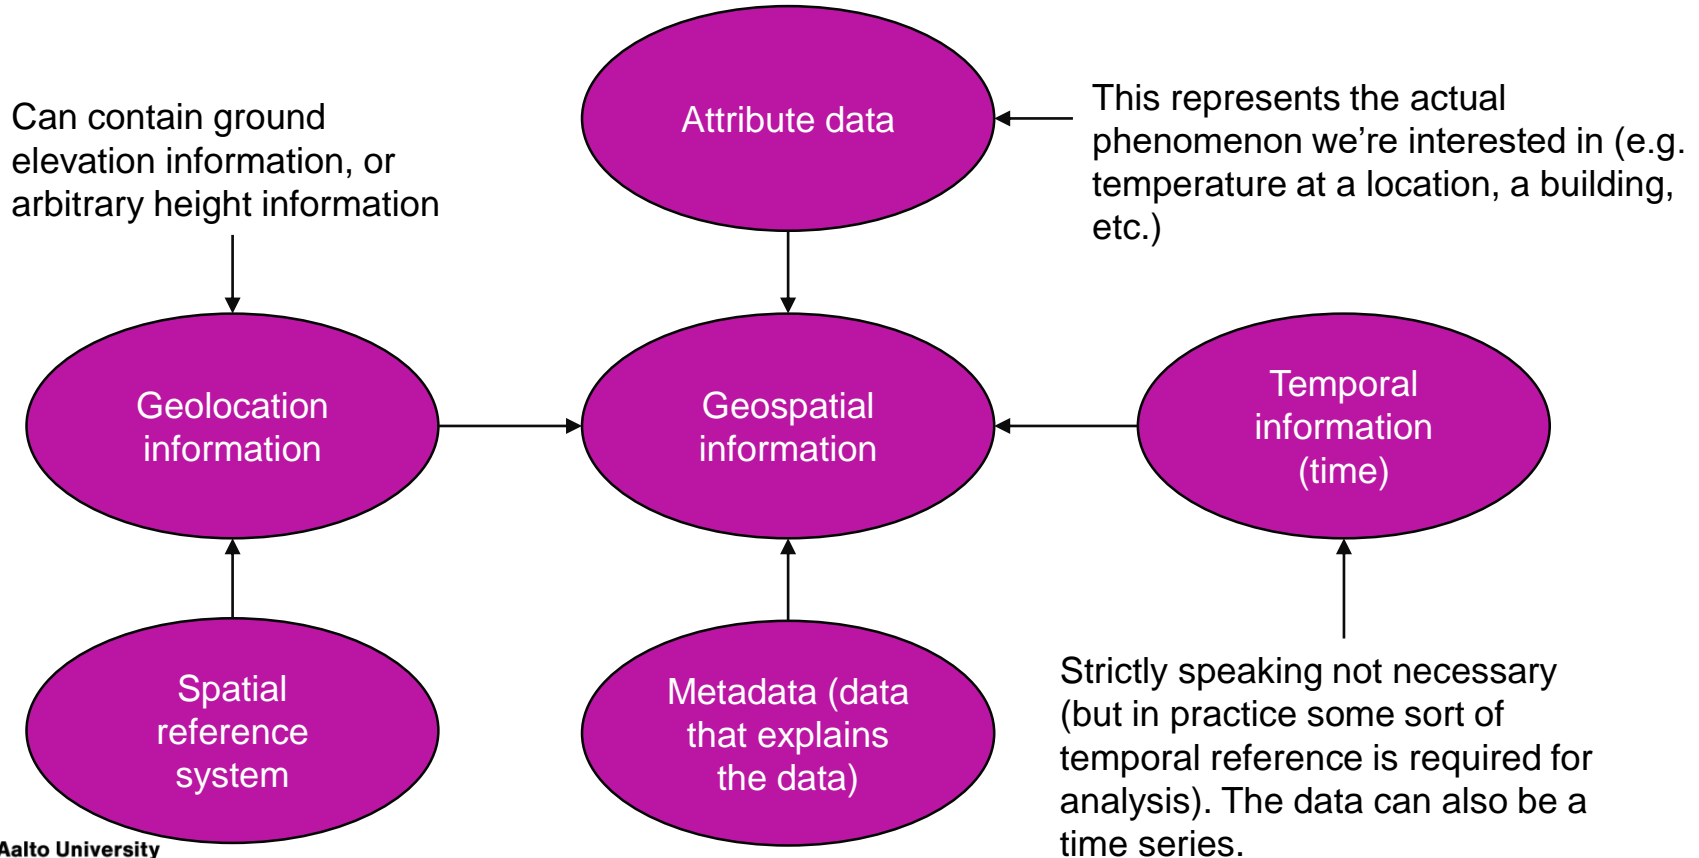 Attribute data
This represents the actual
phenomenon we’re interested in (e.g.
temperature at a location, a building,
etc.)
Can contain ground
elevation information, or
arbitrary height information
Geolocation
information
Geospatial
information
Temporal
information
(time)
Spatial
reference
system
Metadata (data
that explains
the data)
Strictly speaking not necessary
(but in practice some sort of
temporal reference is required for
analysis). The data can also be a
time series.
Aalto University